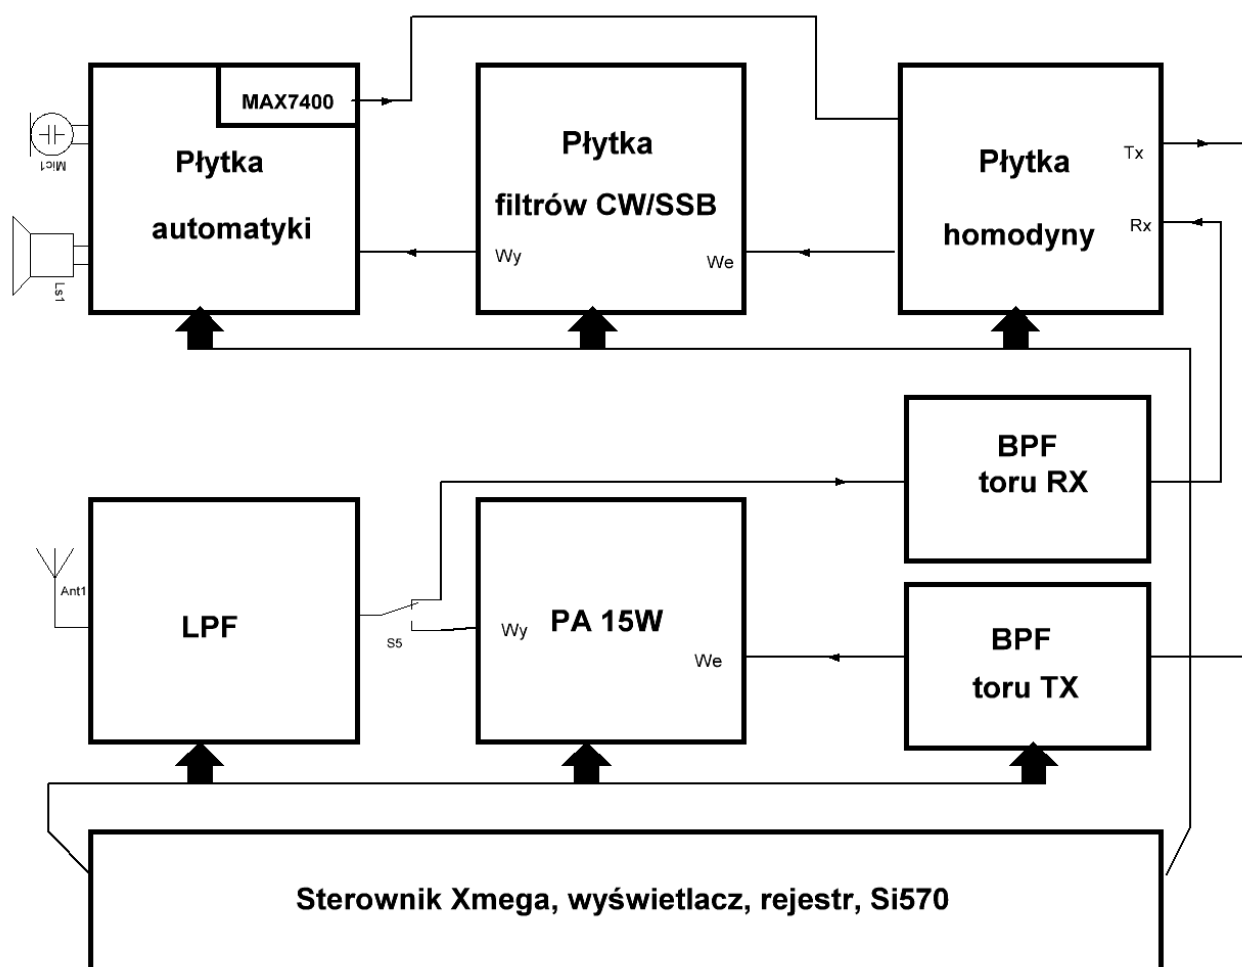 MAX7400
Płytka
automatyki
Mic1
Ls1
Płytka
filtrów CW/SSB
Wy
We
Płytka
homodyny
Tx
Rx
BPF
toru RX
Ant1
LPF
S5
PA 15W
Wy
We
BPF
toru TX
Sterownik Xmega, wyświetlacz, rejestr, Si570